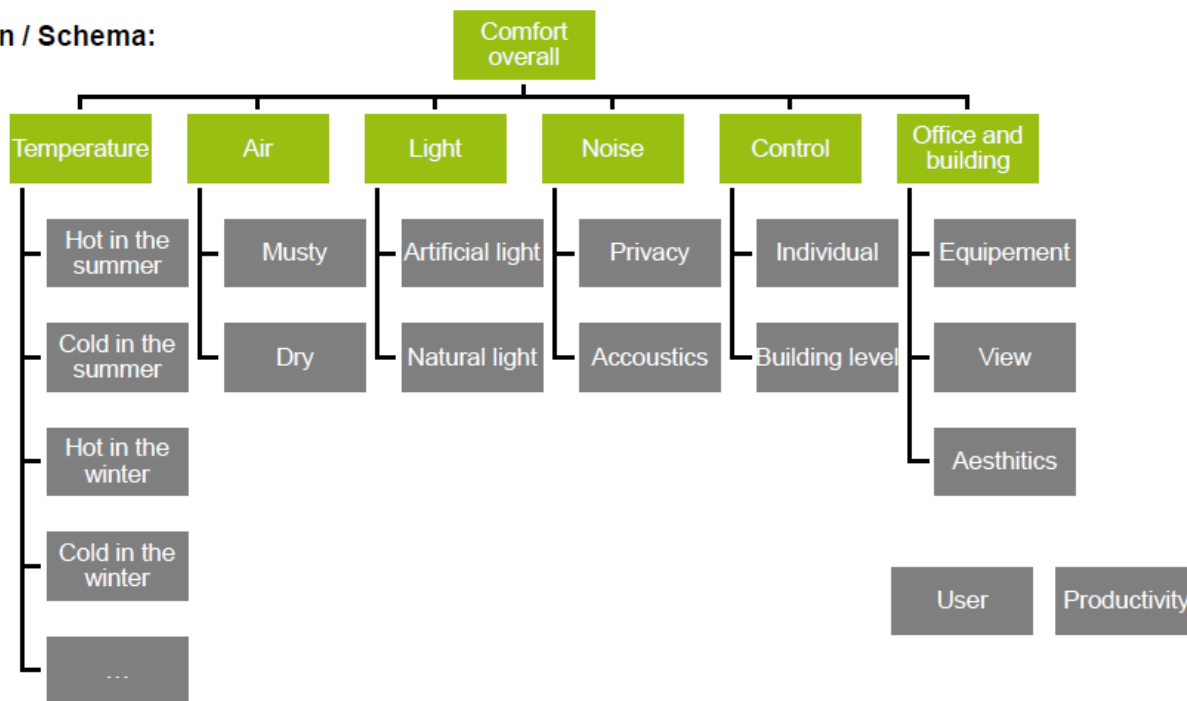 n / Schema:
Comfort
overall
Temperature
Air
Light
Noise
Control
Office and
building
Hot in the
summer
Musty
Artificial light
Privacy
Individual
Equipement
Cold in the
summer
Dry
Natural light
Accoustics
Building level
View
Hot in the
winter
Aesthitics
Cold in the
winter
User
Productivity
...